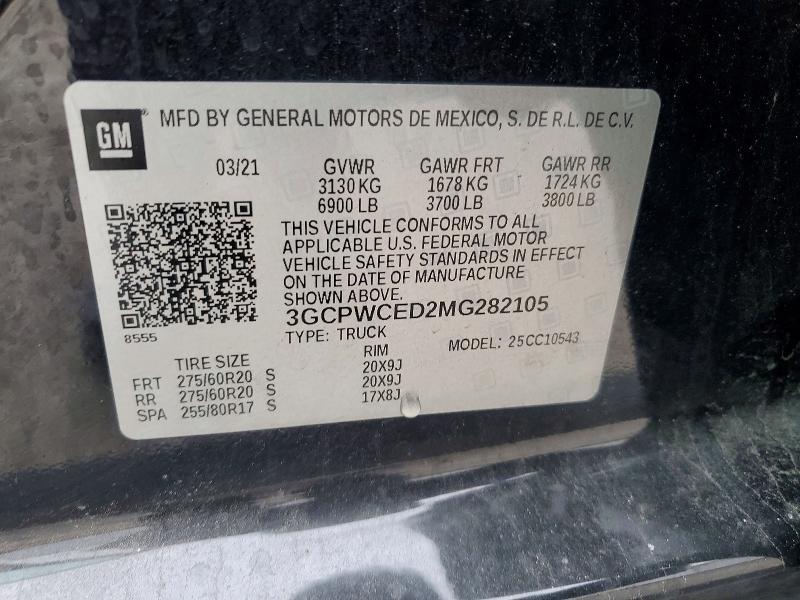 GM MFD BY GENERAL MOTORS DE MEXICO, S. DE R.L. DE C.V.
03/21 GVWR GAWR FRT GAWR RR
3130 KG 1678 KG 1724 KG
6900 LB 3700 LB 3800 LB
THIS VEHICLE CONFORMS TO ALL
APPLICABLE U.S. FEDERAL MOTOR
VEHICLE SAFETY STANDARDS IN EFFECT
ON THE DATE OF MANUFACTURE
SHOWN ABOVE.
3GCPWCED2MG282105
8555 TYPE: TRUCK MODEL: 25CC10543
TIRE SIZE RIM
FRT 275/60R20 S 20X9J
RR 275/60R20 S 20X9J
SPA 255/80R17 S 17X8J